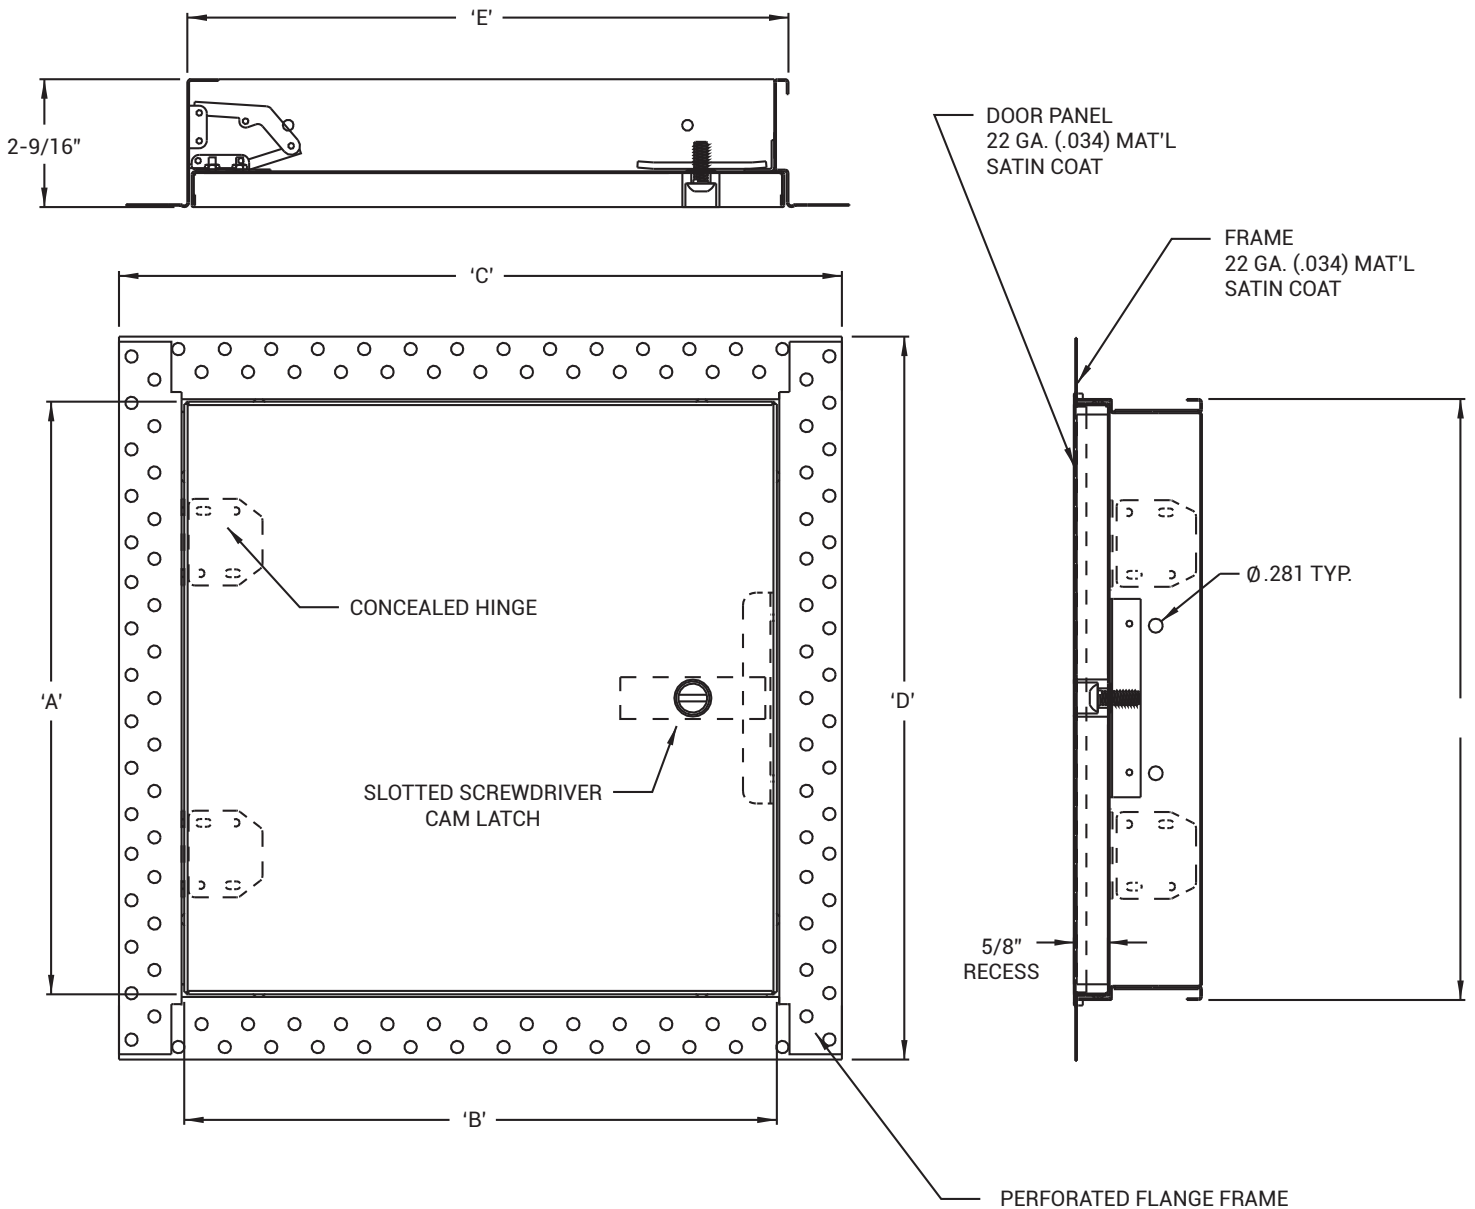 ‘E’
2-9/16”
DOOR PANEL
22 GA. (.034) MAT’L
SATIN COAT
FRAME
22 GA. (.034) MAT’L
SATIN COAT
‘C’
Ø.281 TYP.
CONCEALED HINGE
‘A’
‘D’
SLOTTED SCREWDRIVER
CAM LATCH
5/8”
RECESS
‘B’
PERFORATED FLANGE FRAME